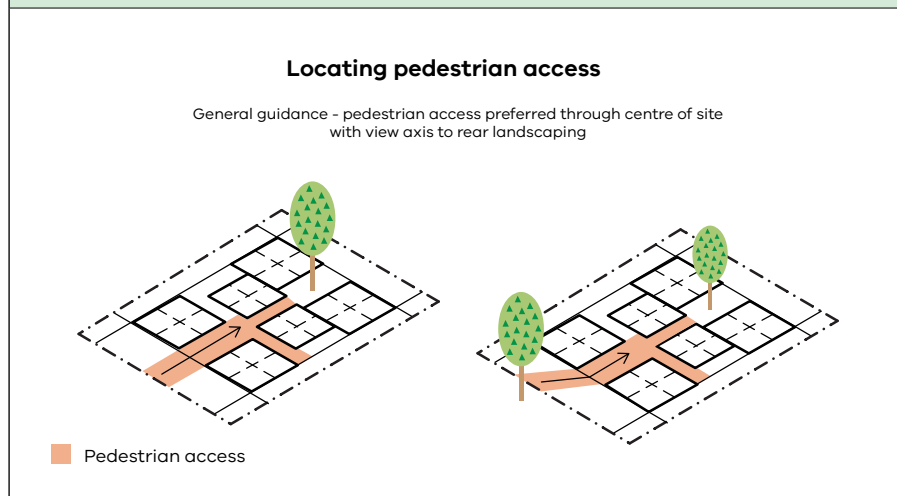 Locating pedestrian access
General guidance - pedestrian access preferred through centre of site
with view axis to rear landscaping
Pedestrian access